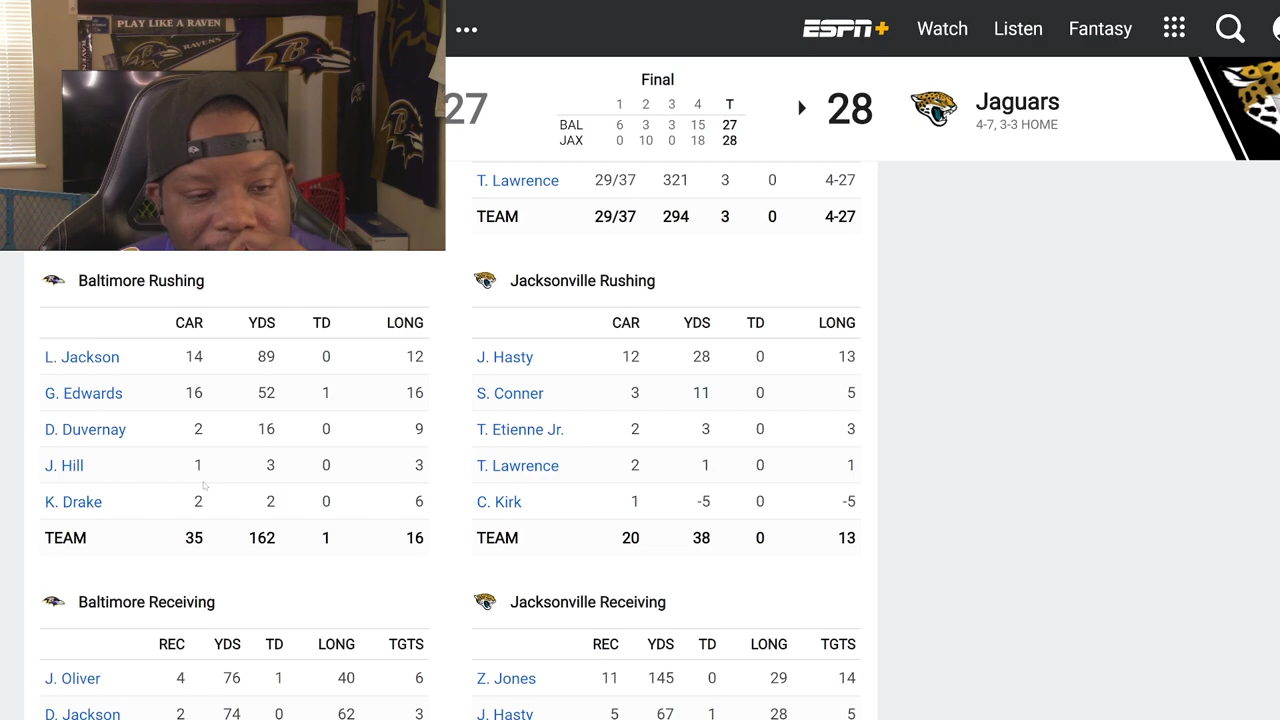 PLAY LIKE A RAVEN
RAVENS
ESPN+ Watch Listen Fantasy
27
Final
1 2 3 4 T
BAL 6 3 3 15 27
JAX 0 10 0 18 28
28
Jaguars
4-7, 3-3 HOME
T. Lawrence 29/37 321 3 0 4-27
TEAM 29/37 294 3 0 4-27
Baltimore Rushing
CAR YDS TD LONG
L. Jackson 14 89 0 12
G. Edwards 16 52 1 16
D. Duvernay 2 16 0 9
J. Hill 1 3 0 3
K. Drake 2 2 0 6
TEAM 35 162 1 16
Jacksonville Rushing
CAR YDS TD LONG
J. Hasty 12 28 0 13
S. Conner 3 11 0 5
T. Etienne Jr. 2 3 0 3
T. Lawrence 2 1 0 1
C. Kirk 1 -5 0 -5
TEAM 20 38 0 13
Baltimore Receiving
REC YDS TD LONG TGTS
J. Oliver 4 76 1 40 6
D. Jackson 2 74 0 62 3
Jacksonville Receiving
REC YDS TD LONG TGTS
Z. Jones 11 145 0 29 14
J. Hasty 5 67 1 28 5